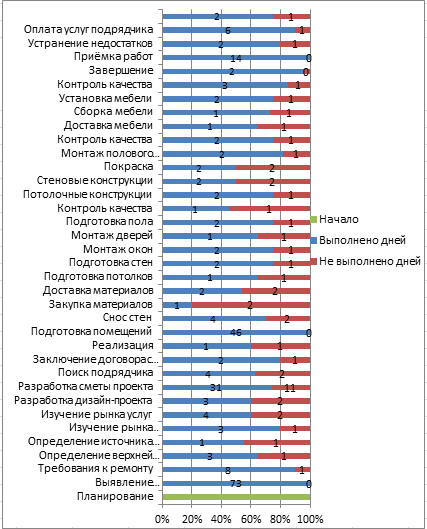 2 1
Оплата услуг подрядчика 6 1
Устранение недостатков 2 1
Приёмка работ 14 0
Завершение 2 0
Контроль качества 3 1
Установка мебели 2 1
Сборка мебели 1 1
Доставка мебели 1 1
Контроль качества 2 1
Монтаж полового... 2 1
Покраска 2 2
Стеновые конструкции 2 2
Потолочные конструкции 2 1
Контроль качества 1 1
Подготовка пола 2 1
Начало
Монтаж дверей 1 1
Выполнено дней
Монтаж окон 2 1
Подготовка стен 2 1
Не выполнено дней
Подготовка потолков 1 1
Доставка материалов 2 2
Закупка материалов 1 2
Снос стен 4 2
Подготовка помещений 46 0
Реализация 1 1
Заключение договорас... 2 1
Поиск подрядчика 4 2
Разработка сметы проекта 31 11
Разработка дизайн-проекта 3 2
Изучение рынка услуг 4 2
Изучение рынка... 3 1
Определение источника... 1 1
Определение верхней... 3 1
Требования к ремонту 8 1
Выявление... 73 0
Планирование
0% 20% 40% 60% 80% 100%